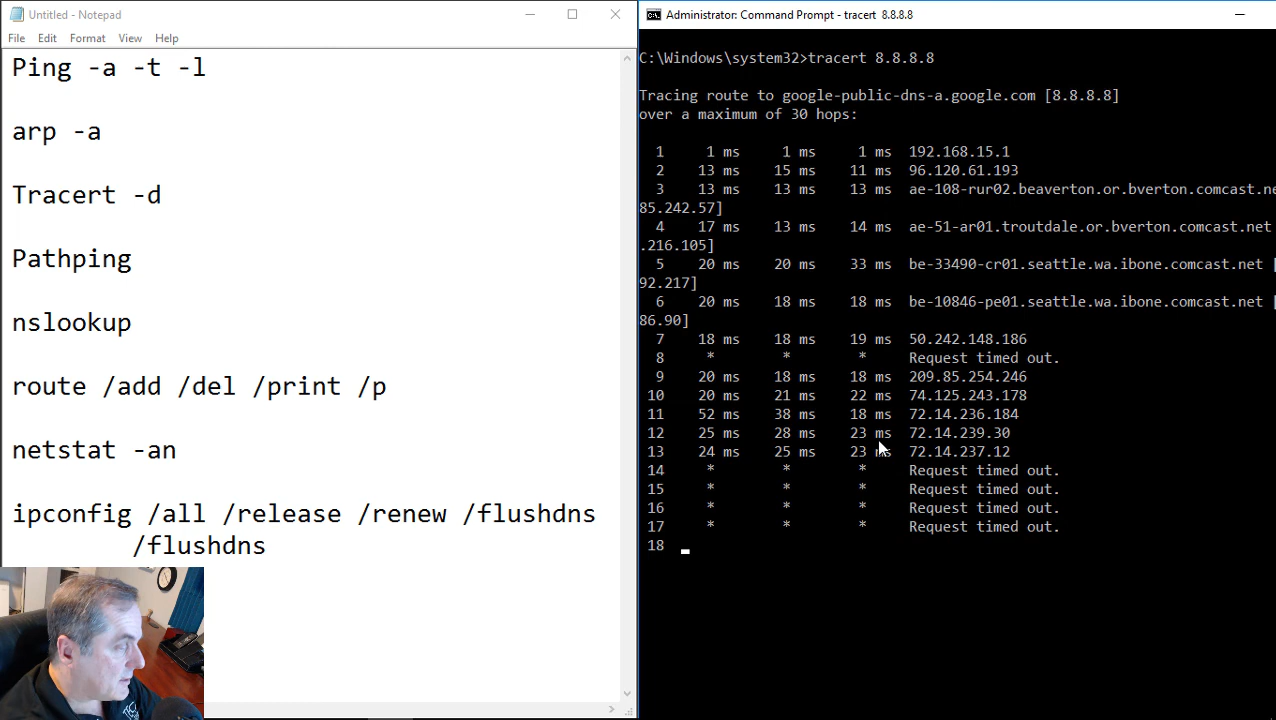 Untitled - Notepad
File Edit Format View Help
Ping -a -t -l
arp -a
Tracert -d
Pathping
nslookup
route /add /del /print /p
netstat -an
ipconfig /all /release /renew /flushdns
/flushdns
Administrator: Command Prompt - tracert 8.8.8.8
C:\Windows\system32>tracert 8.8.8.8
Tracing route to google-public-dns-a.google.com [8.8.8.8]
over a maximum of 30 hops:
1 1 ms 1 ms 1 ms 192.168.15.1
2 13 ms 15 ms 11 ms 96.120.61.193
3 13 ms 13 ms 13 ms ae-108-rur02.beaverton.or.bverton.comcast.ne
85.242.57]
4 17 ms 13 ms 14 ms ae-51-ar01.troutdale.or.bverton.comcast.net
.216.105]
5 20 ms 20 ms 33 ms be-33490-cr01.seattle.wa.ibone.comcast.net [
92.217]
6 20 ms 18 ms 18 ms be-10846-pe01.seattle.wa.ibone.comcast.net [
86.90]
7 18 ms 18 ms 19 ms 50.242.148.186
8 * * * Request timed out.
9 20 ms 18 ms 18 ms 209.85.254.246
10 20 ms 21 ms 22 ms 74.125.243.178
11 52 ms 38 ms 18 ms 72.14.236.184
12 25 ms 28 ms 23 ms 72.14.239.30
13 24 ms 25 ms 23 ms 72.14.237.12
14 * * * Request timed out.
15 * * * Request timed out.
16 * * * Request timed out.
17 * * * Request timed out.
18